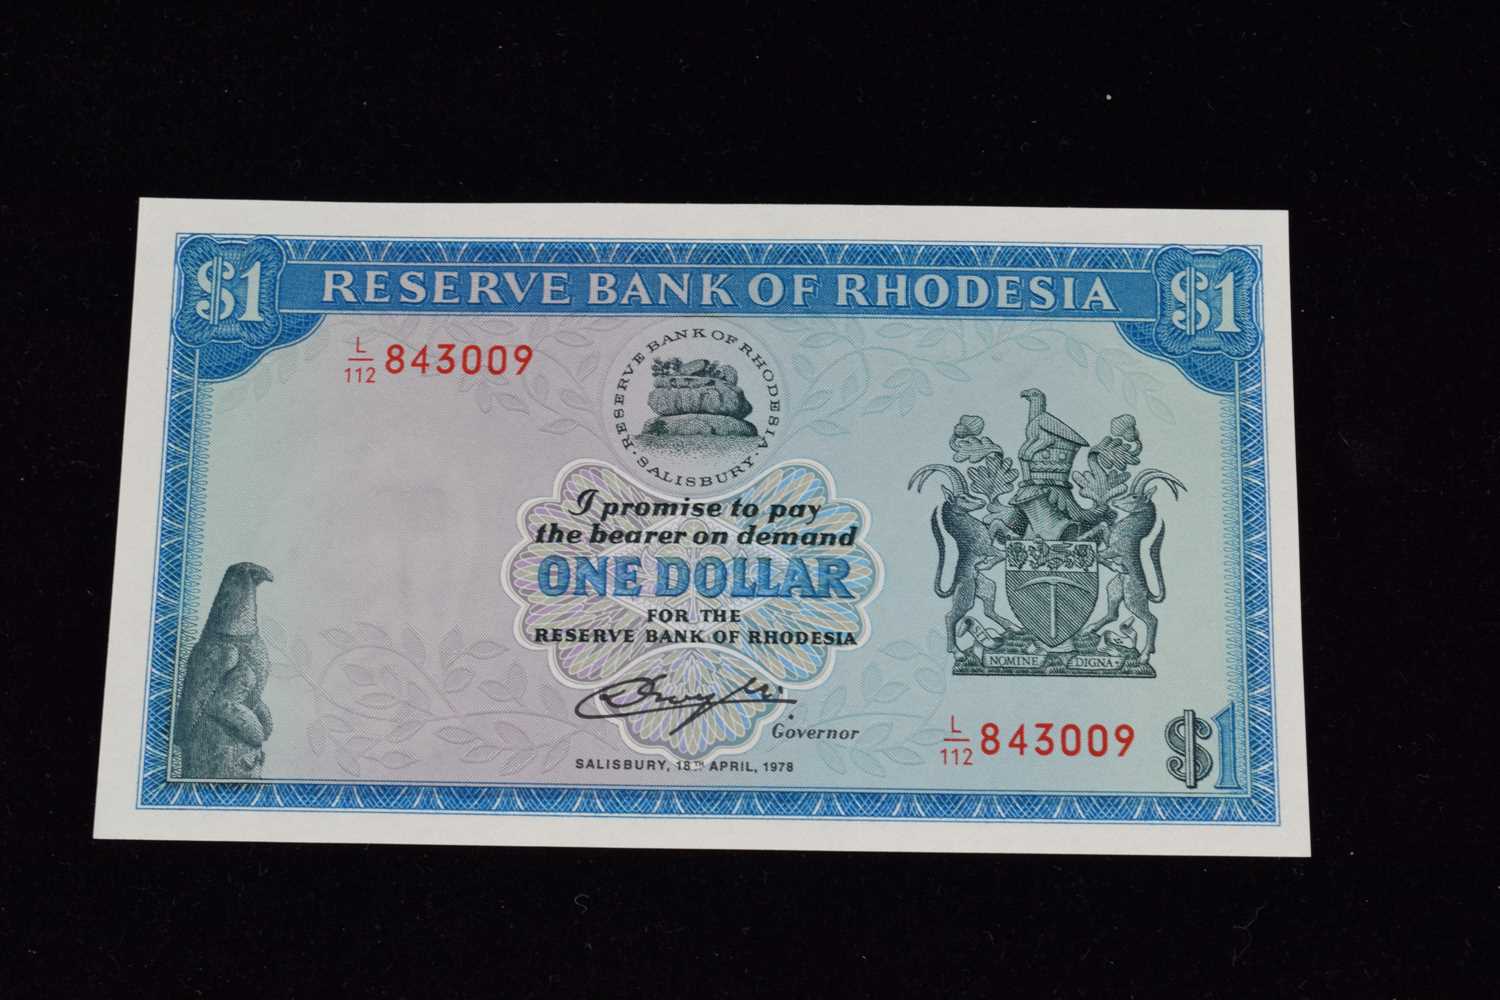 $1 RESERVE BANK OF RHODESIA $1
L/112 843009
RESERVE BANK OF RHODESIA
· SALISBURY ·
I promise to pay
the bearer on demand
ONE DOLLAR
FOR THE
RESERVE BANK OF RHODESIA
SIT NOMINE DIGNA
Governor
L/112 843009 $1
SALISBURY, 18TH APRIL, 1978